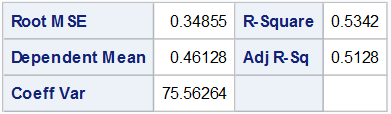 Root MSE 0.34855 R-Square 0.5342
Dependent Mean 0.46128 Adj R-Sq 0.5128
Coeff Var 75.56264